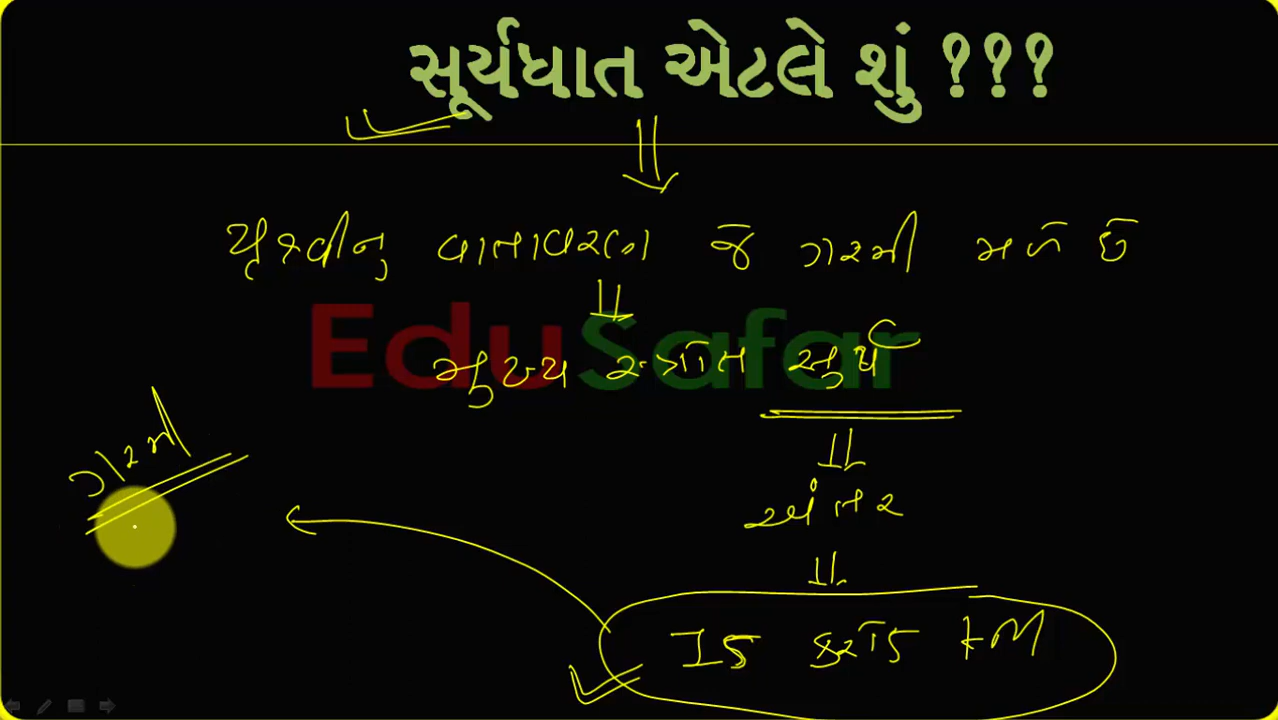 સૂર્યઘાત એટલે શું ???
પૃથ્વીનુ વાતાવરણ જે ગરમી મળે છે
EduSafar
મુખ્ય સ્ત્રોત સુર્ય
ગરમી
અંતર
15 કરોડ KM